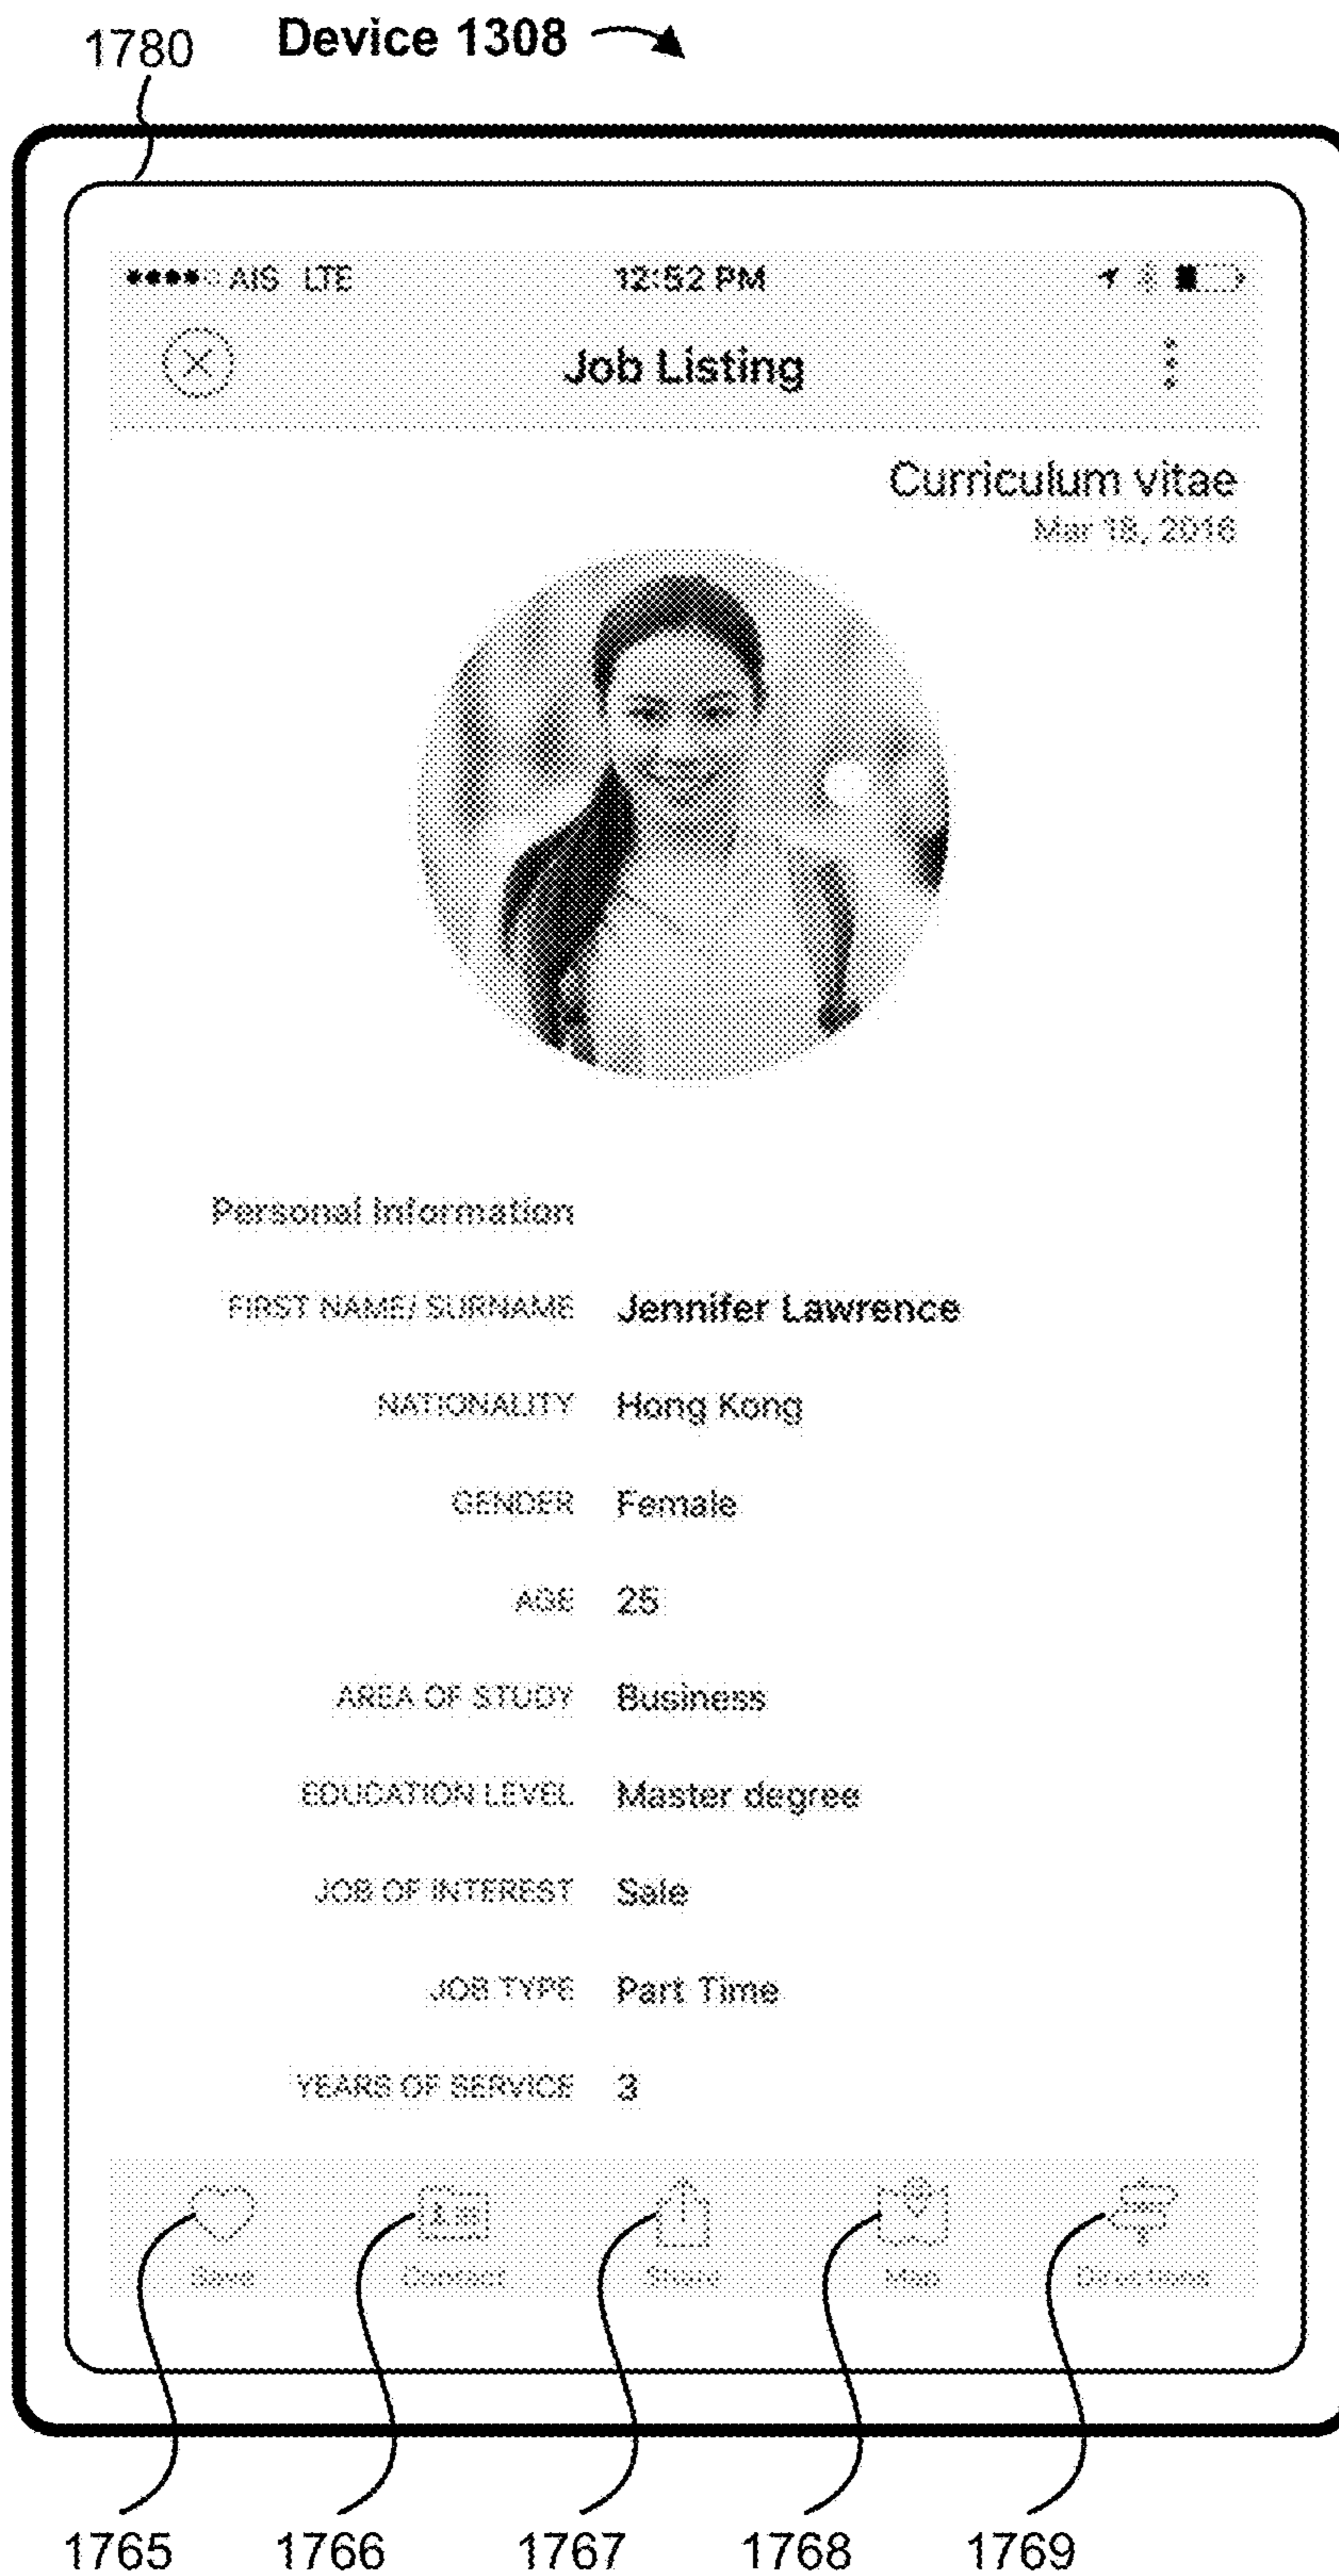 1780 Device 1308
AIS LTE 12:52 PM
Job Listing
Curriculum vitae
Mar 18, 2016
Personal Information
FIRST NAME/ SURNAME Jennifer Lawrence
NATIONALITY Hong Kong
GENDER Female
AGE 25
AREA OF STUDY Business
EDUCATION LEVEL Master degree
JOB OF INTEREST Sale
JOB TYPE Part Time
YEARS OF SERVICE 3
Save Contact Share Map Directions
1765 1766 1767 1768 1769